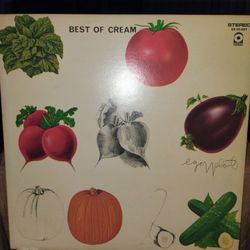 BEST OF CREAM
STEREO
eggplant